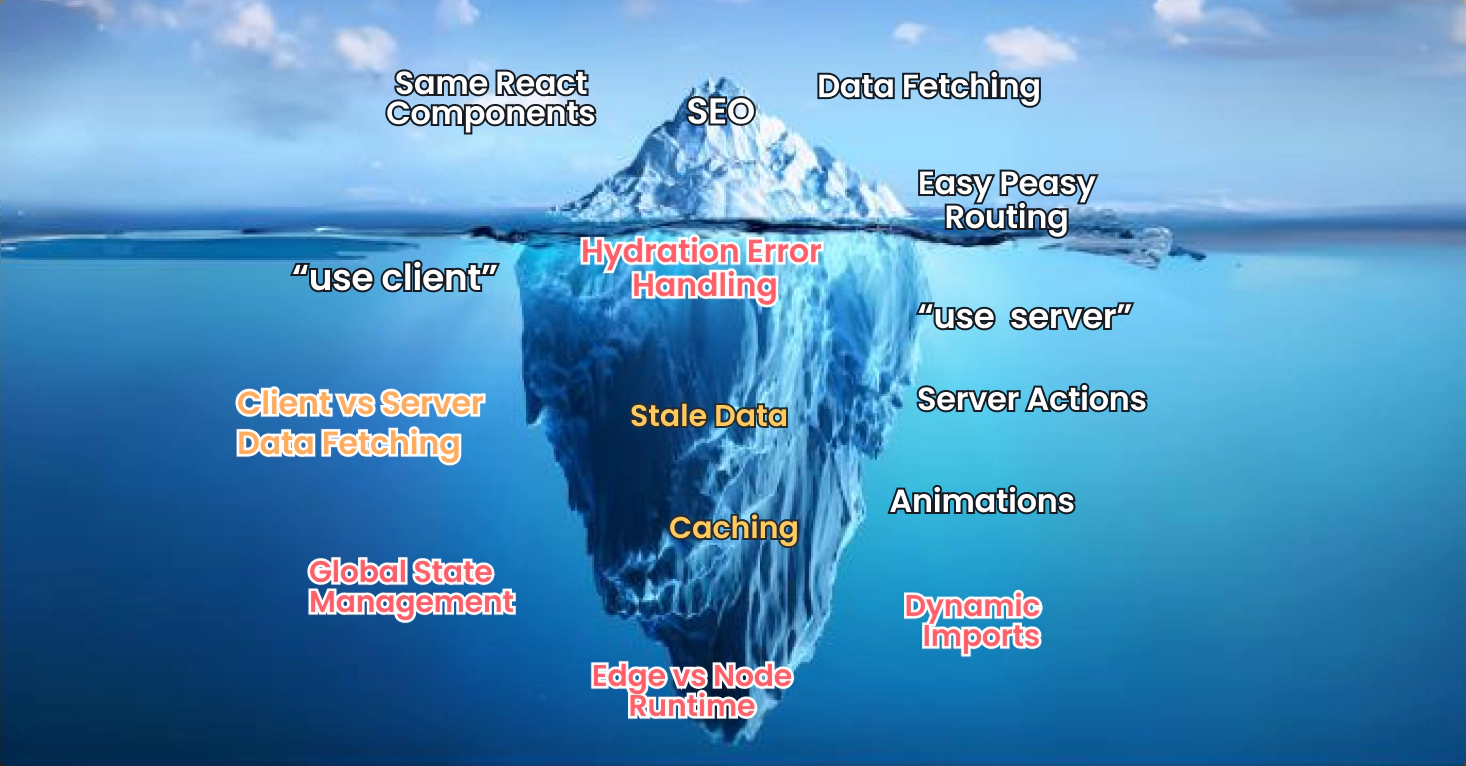 Same React
Components
SEO
Data Fetching
Easy Peasy
Routing
Hydration Error
Handling
“use client”
“use server”
Client vs Server
Data Fetching
Stale Data
Server Actions
Animations
Caching
Global State
Management
Dynamic
Imports
Edge vs Node
Runtime